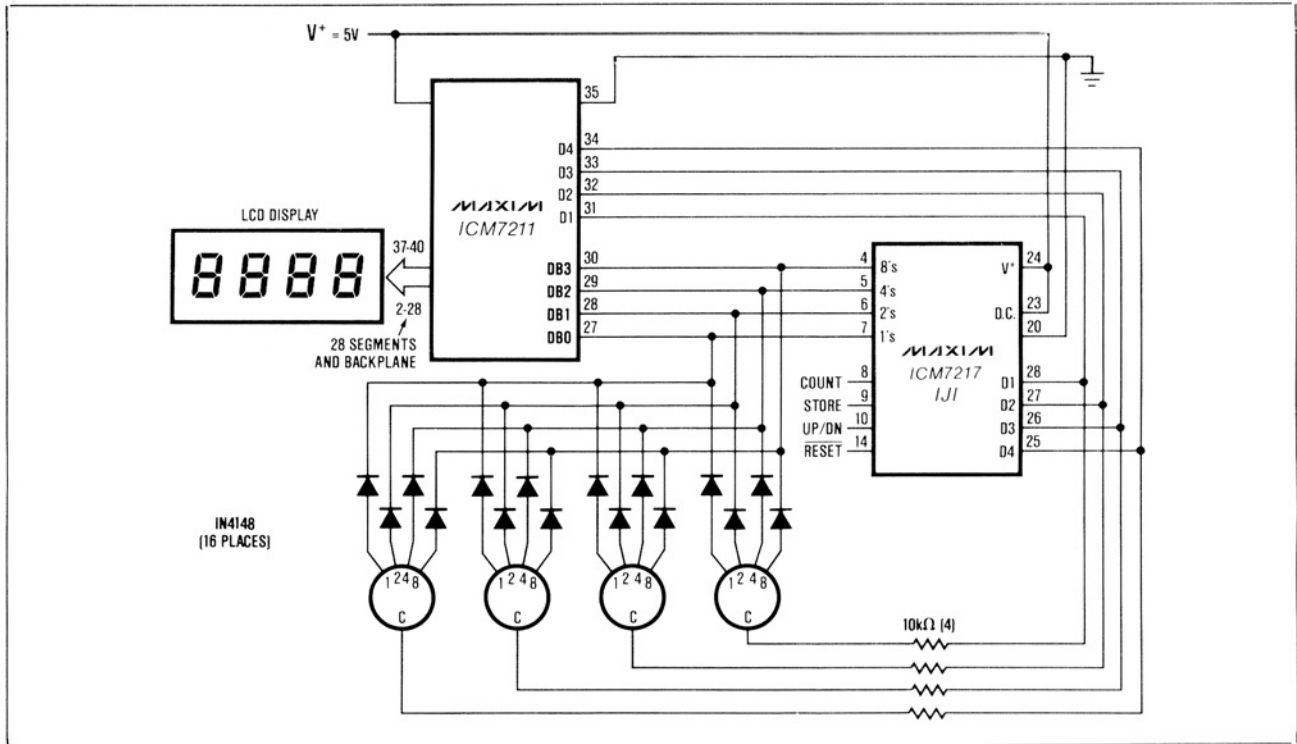 V+ = 5V
35
34
D4
33
D3
32
D2
31
D1
MAXIM
ICM7211
LCD DISPLAY
8888
37-40
2-28
28 SEGMENTS
AND BACKPLANE
30
DB3
29
DB2
28
DB1
27
DB0
4
8's
5
4's
6
2's
7
1's
V+
24
D.C.
23
20
MAXIM
ICM7217
IJI
COUNT
8
STORE
9
UP/DN
10
RESET
14
D1
28
D2
27
D3
26
D4
25
IN4148
(16 PLACES)
1 2 4 8
C
1 2 4 8
C
1 2 4 8
C
1 2 4 8
C
10kΩ (4)